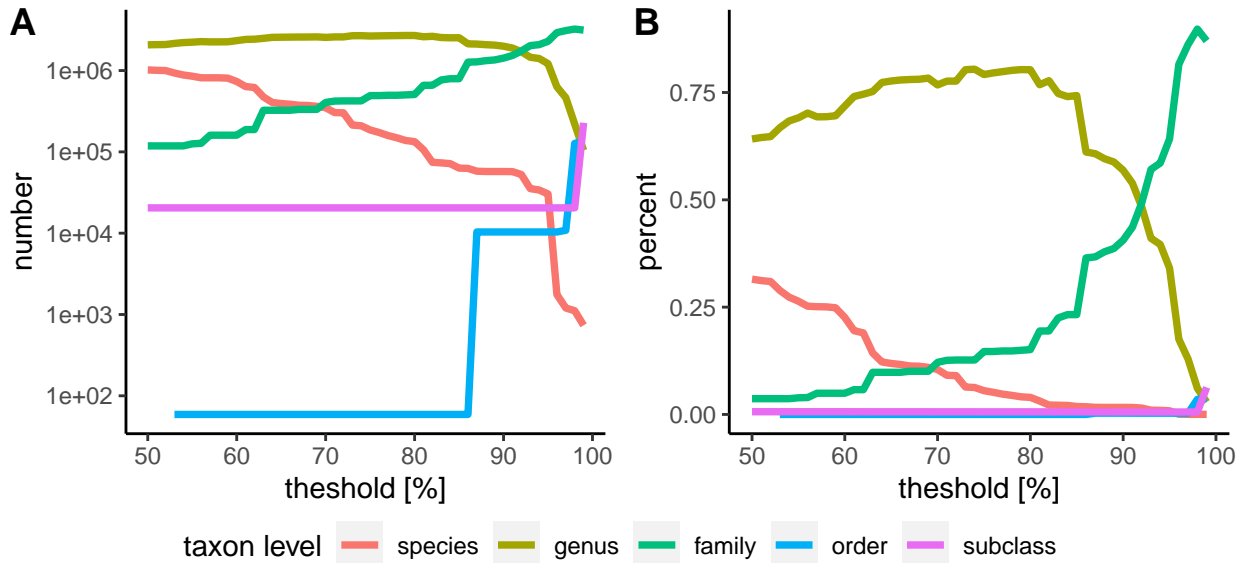 A
number
1e+06
1e+05
1e+04
1e+03
1e+02
50 60 70 80 90 100
theshold [%]
B
percent
0.75
0.50
0.25
0.00
50 60 70 80 90 100
theshold [%]
taxon level species genus family order subclass